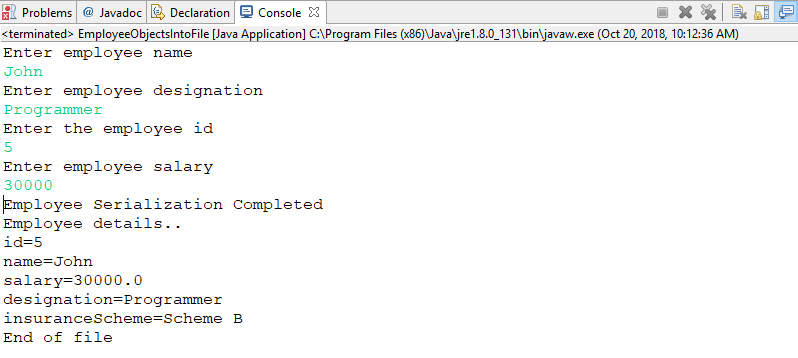 Problems @ Javadoc Declaration Console
<terminated> EmployeeObjectsIntoFile [Java Application] C:\Program Files (x86)\Java\jre1.8.0_131\bin\javaw.exe (Oct 20, 2018, 10:12:36 AM)
Enter employee name
John
Enter employee designation
Programmer
Enter the employee id
5
Enter employee salary
30000
Employee Serialization Completed
Employee details..
id=5
name=John
salary=30000.0
designation=Programmer
insuranceScheme=Scheme B
End of file